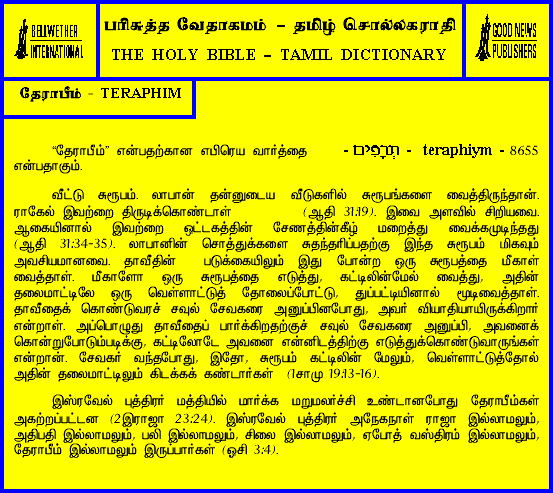 BELLWETHER
INTERNATIONAL
பரிசுத்த வேதாகமம் – தமிழ் சொல்லகராதி
THE HOLY BIBLE – TAMIL DICTIONARY
GOOD NEWS
PUBLISHERS
தேராபீம் - TERAPHIM
“தேராபீம்” என்பதற்கான எபிரெய வார்த்தை - תְּרָפִים - teraphiym - 8655
என்பதாகும்.
வீட்டு சுரூபம். லாபான் தன்னுடைய வீடுகளில் சுரூபங்களை வைத்திருந்தான்.
ராகேல் இவற்றை திருடிக்கொண்டாள் (ஆதி 31:19). இவை அளவில் சிறியவை.
ஆகையினால் இவற்றை ஒட்டகத்தின் சேணத்தின்கீழ் மறைத்து வைக்கமுடிந்தது
(ஆதி 31:34-35). லாபானின் சொத்துக்களை சுதந்தரிப்பதற்கு இந்த சுரூபம் மிகவும்
அவசியமானவை. தாவீதின் படுக்கையிலும் இது போன்ற ஒரு சுரூபத்தை மீகாள்
வைத்தாள். மீகாளோ ஒரு சுரூபத்தை எடுத்து, கட்டிலின்மேல் வைத்து, அதின்
தலைமாட்டிலே ஒரு வெள்ளாட்டுத் தோலைப்போட்டு, துப்பட்டியினால் மூடிவைத்தாள்.
தாவீதைக் கொண்டுவரச் சவுல் சேவகரை அனுப்பினபோது, அவர் வியாதியாயிருக்கிறார்
என்றாள். அப்பொழுது தாவீதைப் பார்க்கிறதற்குச் சவுல் சேவகரை அனுப்பி, அவனைக்
கொன்றுபோடும்படிக்கு, கட்டிலோடே அவனை என்னிடத்திற்கு எடுத்துக்கொண்டுவாருங்கள்
என்றான். சேவகர் வந்தபோது, இதோ, சுரூபம் கட்டிலின் மேலும், வெள்ளாட்டுத்தோல்
அதின் தலைமாட்டிலும் கிடக்கக் கண்டார்கள் (1சாமு 19:13-16).
இஸ்ரவேல் புத்திரர் மத்தியில் மார்க்க மறுமலர்ச்சி உண்டானபோது தேராபீம்கள்
அகற்றப்பட்டன (2இராஜா 23:24). இஸ்ரவேல் புத்திரர் அநேகநாள் ராஜா இல்லாமலும்,
அதிபதி இல்லாமலும், பலி இல்லாமலும், சிலை இல்லாமலும், ஏபோத் வஸ்திரம் இல்லாமலும்,
தேராபீம் இல்லாமலும் இருப்பார்கள் (ஓசி 3:4).